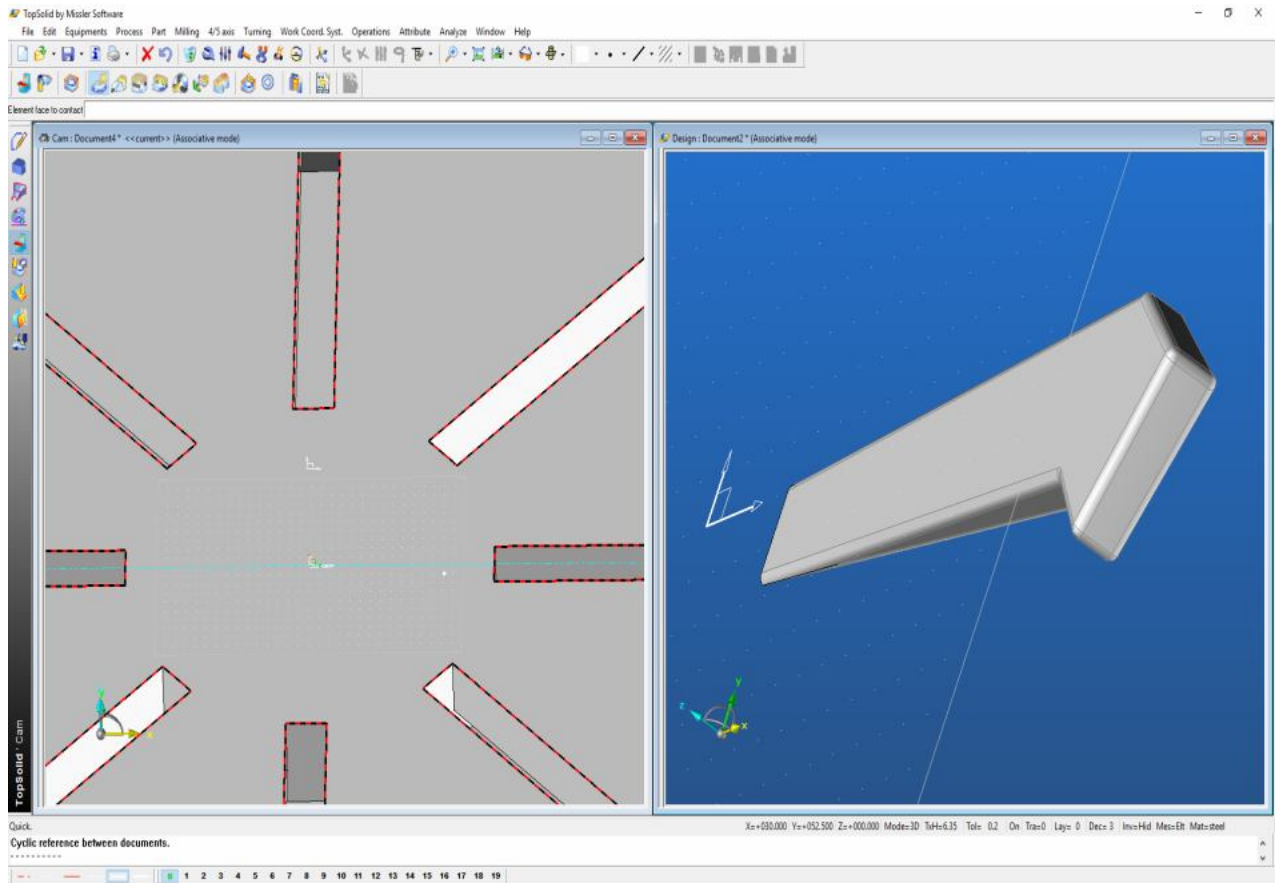 TopSolid by Missler Software
File Edit Equipments Process Part Milling 4/5 axis Turning Work Coord. Syst. Operations Attribute Analyze Window Help
Element face to contact
Cam : Document4 * <<current>> (Associative mode)
Design : Document2 * (Associative mode)
y
x
z
y
x
TopSolid'Cam
Quick.
X=+030.000 Y=+052.500 Z=+000.000 Mode=3D TxH=6.35 Tol= 0.2 On Tra=0 Lay= 0 Dec= 3 Inv=Hid Mes=Elt Mat=steel
Cyclic reference between documents.
0 1 2 3 4 5 6 7 8 9 10 11 12 13 14 15 16 17 18 19